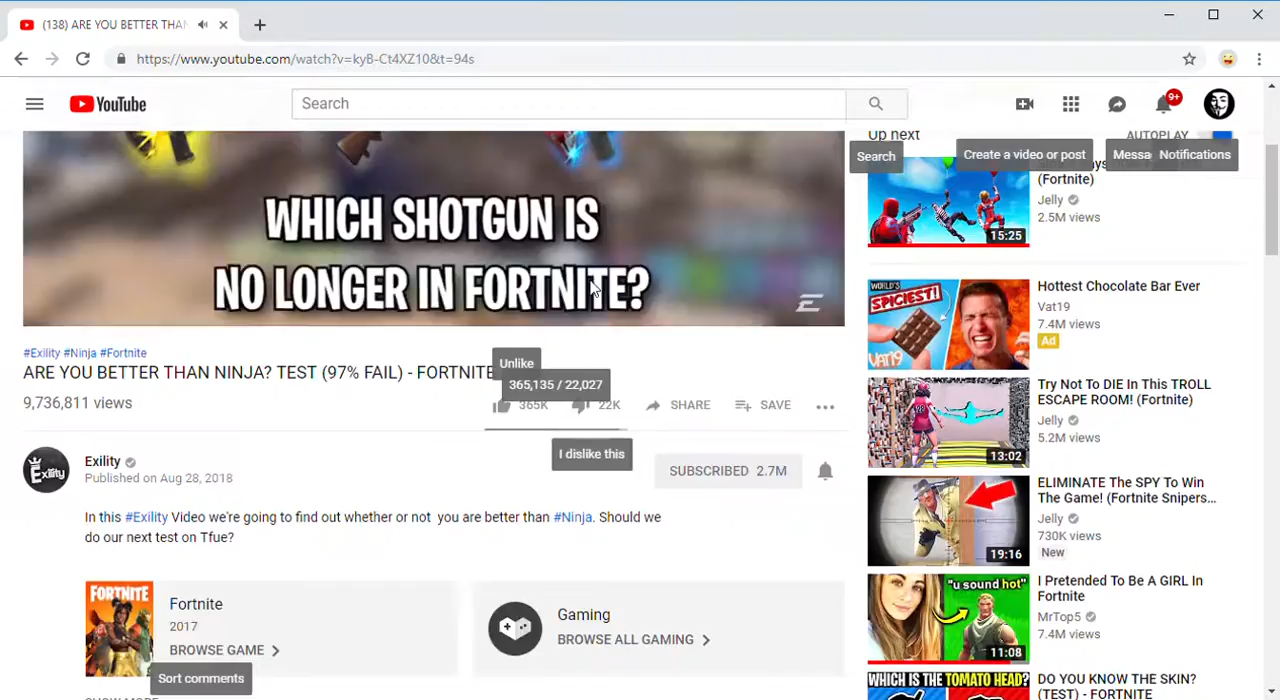 (138) ARE YOU BETTER THAN
https://www.youtube.com/watch?v=kyB-Ct4XZ10&t=94s
YouTube
Search
9+
Up next
AUTOPLAY
Search
Create a video or post
Messa
Notifications
WHICH SHOTGUN IS
NO LONGER IN FORTNITE?
(Fortnite)
Jelly
2.5M views
15:25
WORLD'S
SPICIEST!
VAT19
Hottest Chocolate Bar Ever
Vat19
7.4M views
Ad
Try Not To DIE In This TROLL
ESCAPE ROOM! (Fortnite)
Jelly
5.2M views
13:02
ELIMINATE The SPY To Win
The Game! (Fortnite Snipers...
Jelly
730K views
New
19:16
"u sound hot"
I Pretended To Be A GIRL In
Fortnite
MrTop5
7.4M views
11:08
WHICH IS THE TOMATO HEAD?
DO YOU KNOW THE SKIN?
(TEST) - FORTNITE
#Exility #Ninja #Fortnite
ARE YOU BETTER THAN NINJA? TEST (97% FAIL) - FORTNITE
9,736,811 views
Unlike
365,135 / 22,027
365K
22K
SHARE
SAVE
I dislike this
Exility
Exility
Published on Aug 28, 2018
SUBSCRIBED 2.7M
In this #Exility Video we're going to find out whether or not you are better than #Ninja. Should we
do our next test on Tfue?
FORTNITE
Fortnite
2017
BROWSE GAME
Gaming
BROWSE ALL GAMING
Sort comments